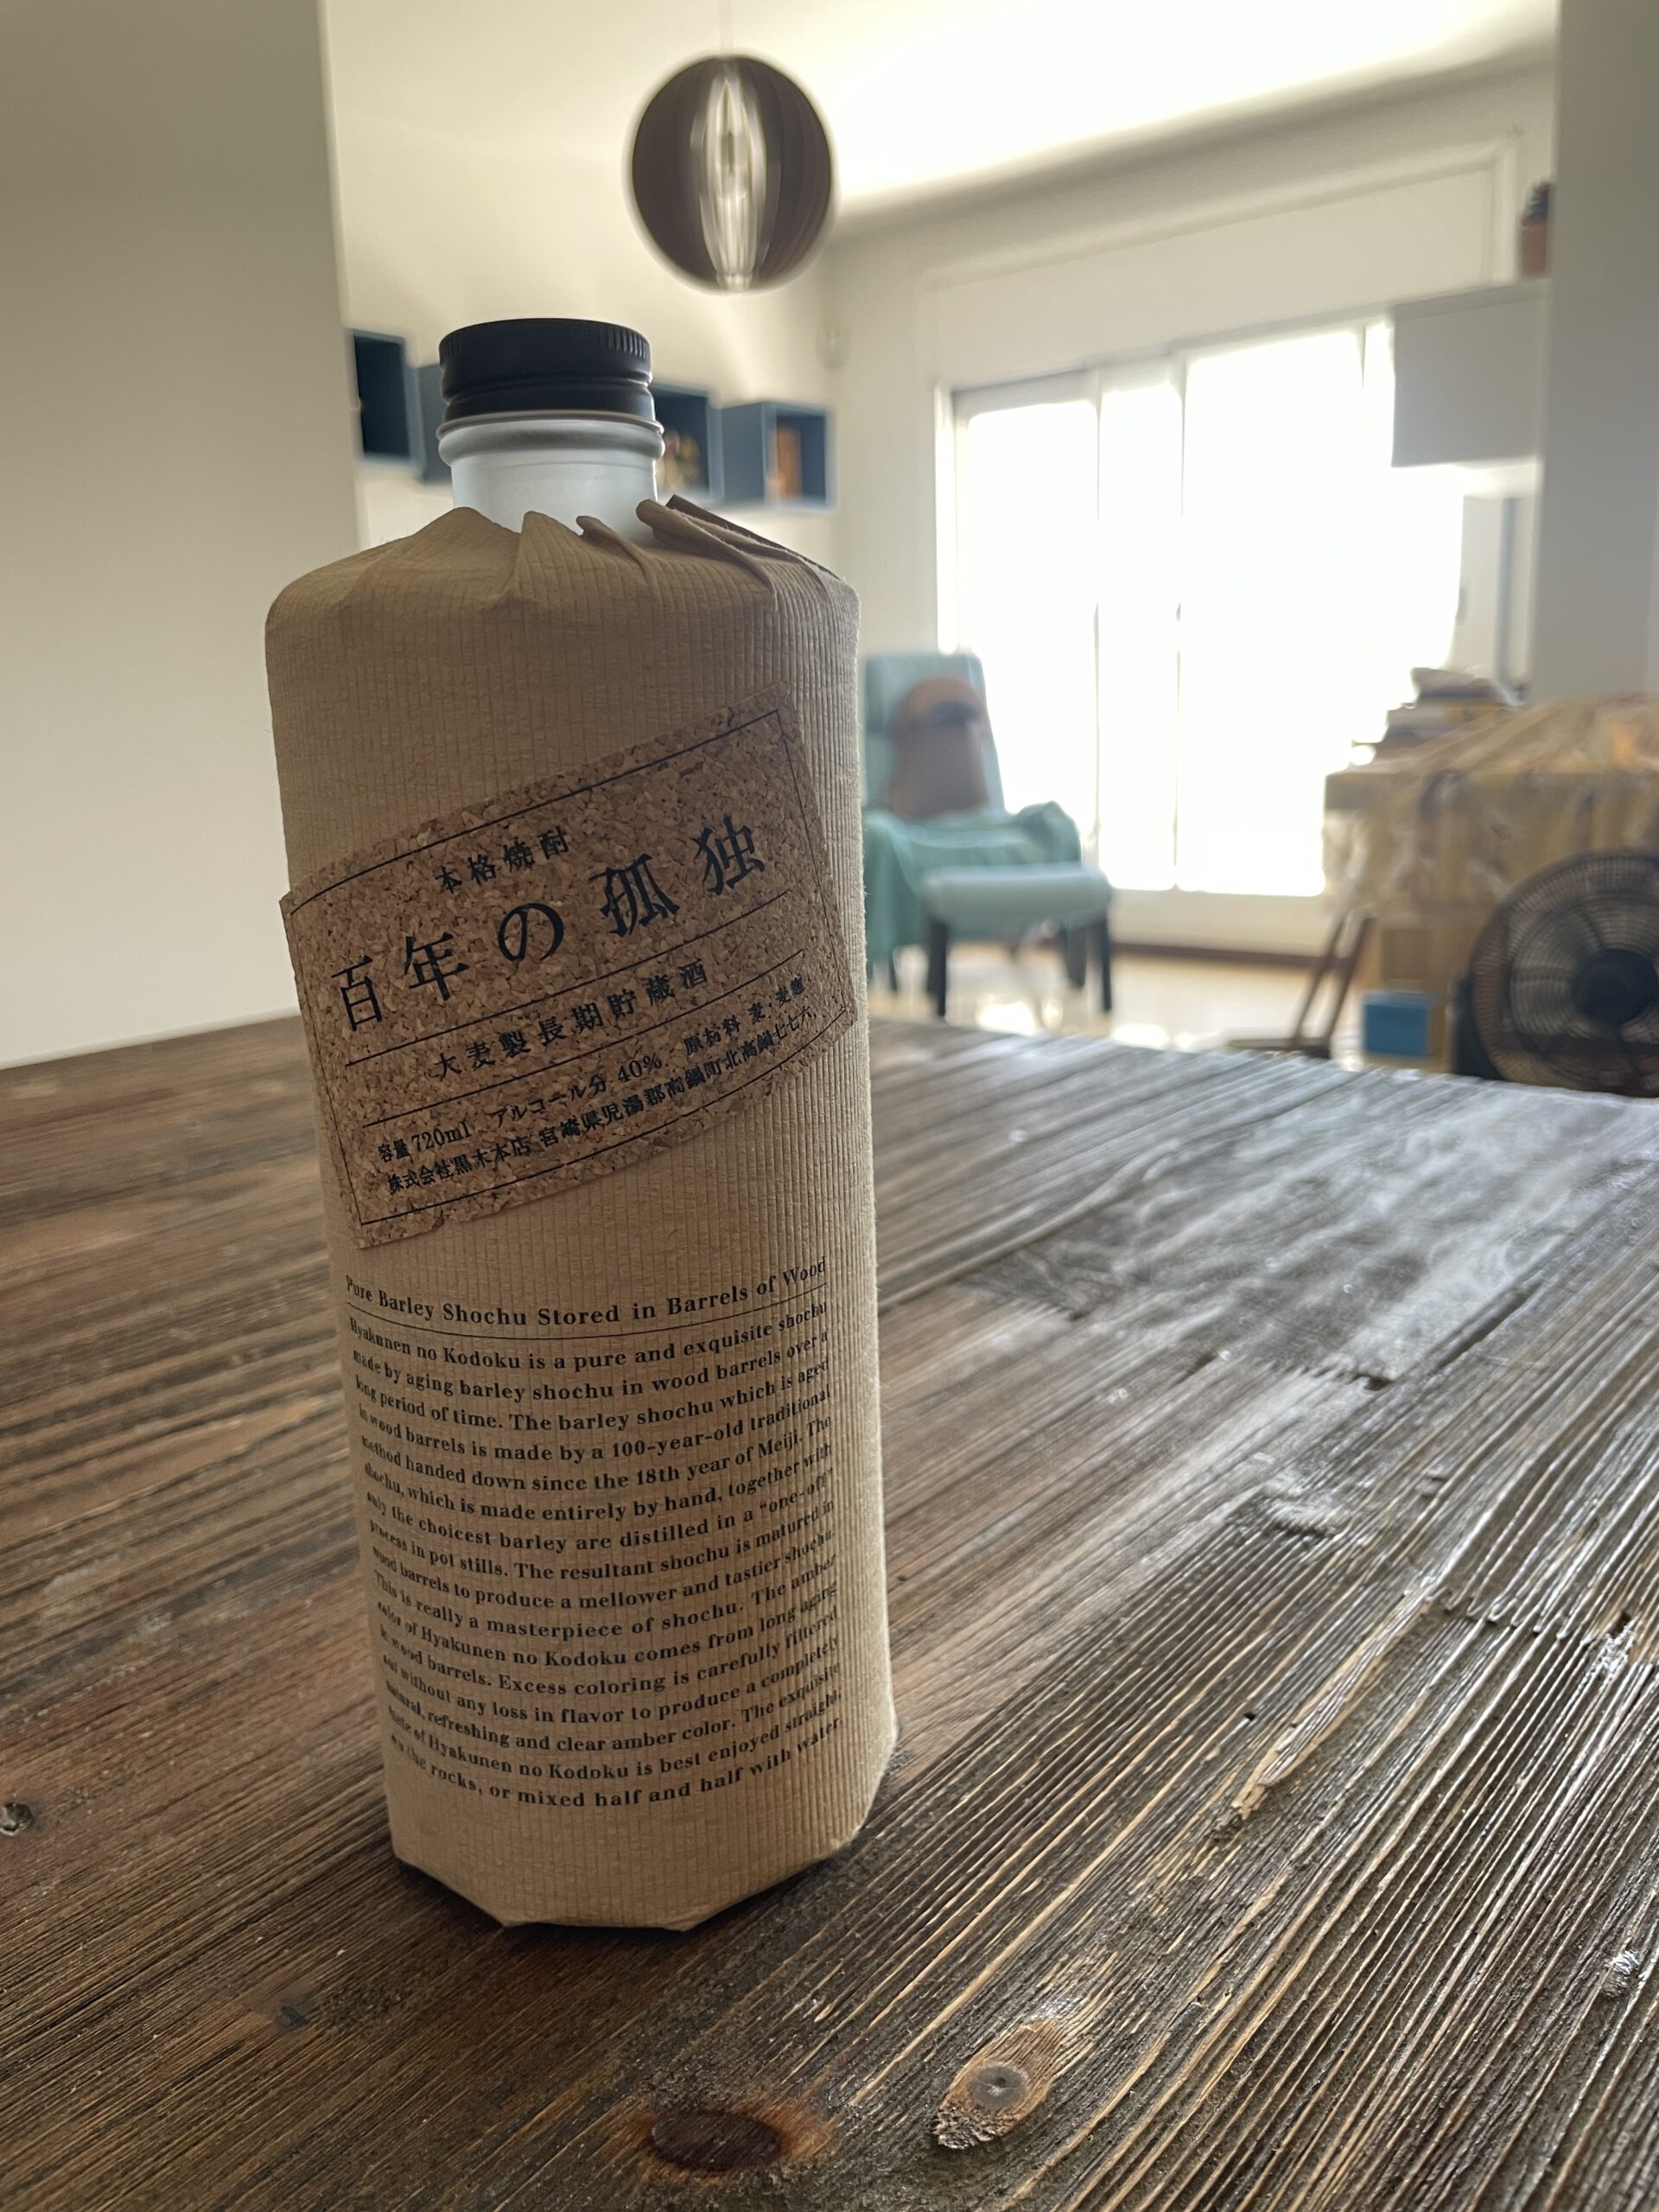 本格焼酎
百年の孤独
大麦製長期貯蔵酒
容量 720ml アルコール分 40% 原材料 麦・麦麹
株式会社黒木本店 宮崎県児湯郡高鍋町北高鍋七七六
Pure Barley Shochu Stored in Barrels of Wood
Hyakunen no Kodoku is a pure and exquisite shochu
made by aging barley shochu in wood barrels over a
long period of time. The barley shochu which is aged
in wood barrels is made by a 100-year-old traditional
method handed down since the 18th year of Meiji. The
shochu, which is made entirely by hand, together with
only the choicest barley are distilled in a "one-off"
process in pot stills. The resultant shochu is matured in
wood barrels to produce a mellower and tastier shochu.
This is really a masterpiece of shochu. The amber
color of Hyakunen no Kodoku comes from long aging
in wood barrels. Excess coloring is carefully filtered
out without any loss in flavor to produce a completely
natural, refreshing and clear amber color. The exquisite
taste of Hyakunen no Kodoku is best enjoyed straight,
on the rocks, or mixed half and half with water.